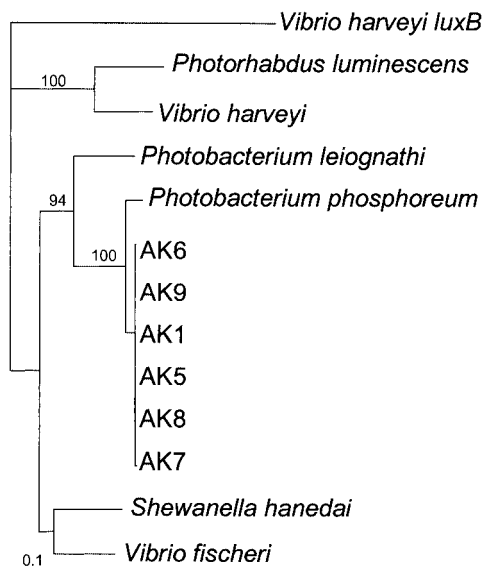 Vibrio harveyi luxB
100
Photorhabdus luminescens
Vibrio harveyi
Photobacterium leiognathi
94
Photobacterium phosphoreum
100
AK6
AK9
AK1
AK5
AK8
AK7
Shewanella hanedai
Vibrio fischeri
0.1